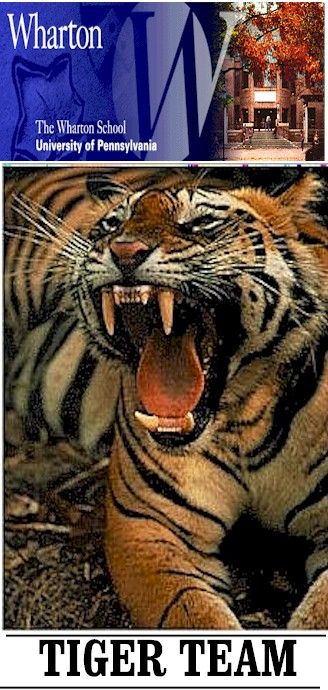 Wharton
W
The Wharton School
University of Pennsylvania
TIGER TEAM